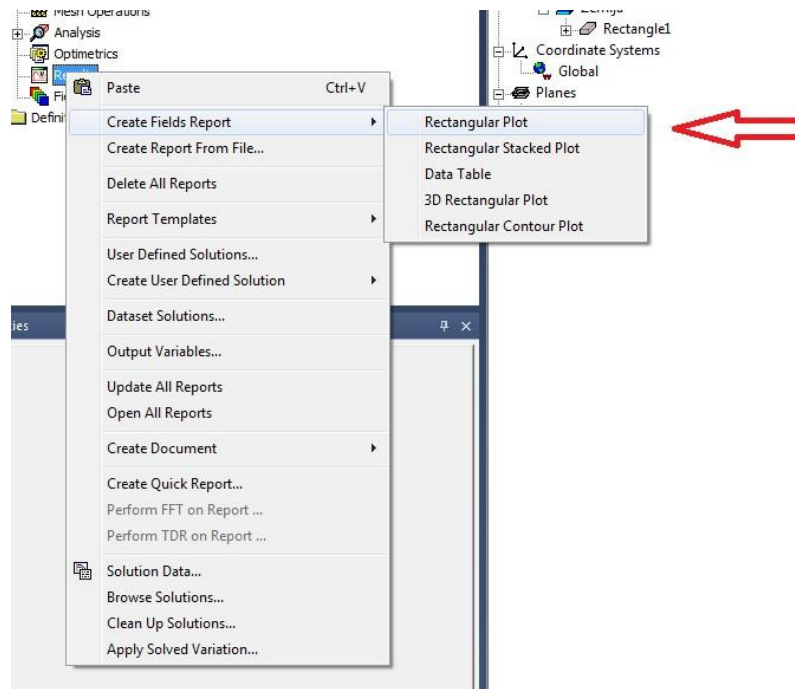 Mesh Operations
Analysis
Optimetrics
Rectangle1
Coordinate Systems
Global
Planes
Paste Ctrl+V
Create Fields Report
Create Report From File...
Delete All Reports
Report Templates
User Defined Solutions...
Create User Defined Solution
Dataset Solutions...
Output Variables...
Update All Reports
Open All Reports
Create Document
Create Quick Report...
Perform FFT on Report ...
Perform TDR on Report ...
Solution Data...
Browse Solutions...
Clean Up Solutions...
Apply Solved Variation...
Rectangular Plot
Rectangular Stacked Plot
Data Table
3D Rectangular Plot
Rectangular Contour Plot